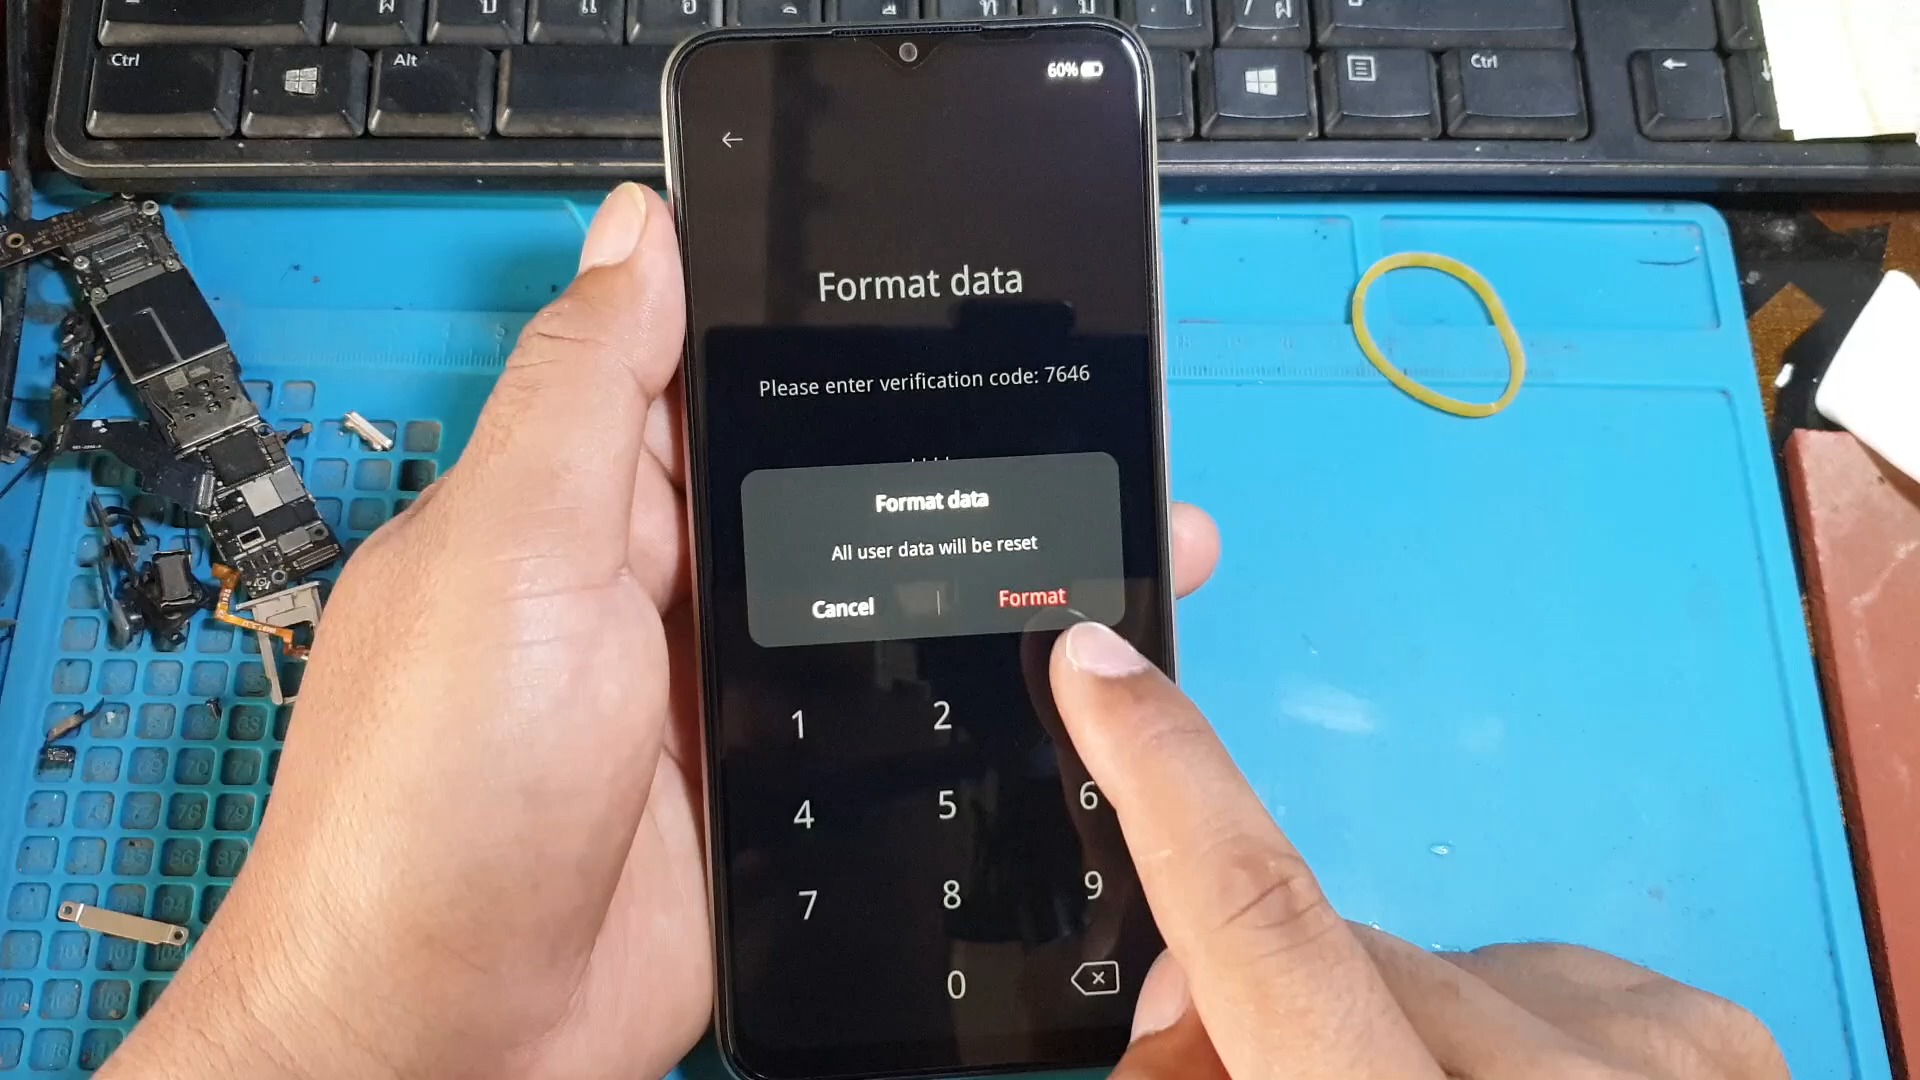 Ctrl
Alt
Ctrl
60%
Format data
Please enter verification code: 7646
Format data
All user data will be reset
Cancel
Format
1
2
4
5
6
7
8
9
0